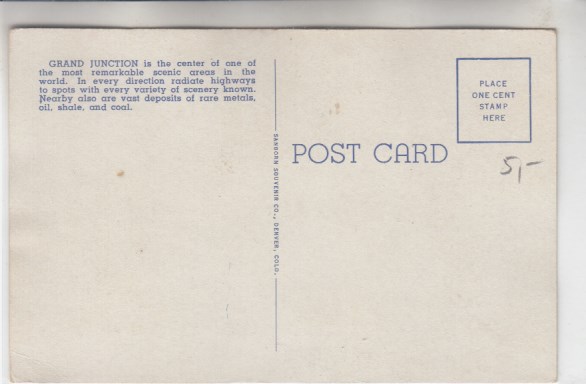 GRAND JUNCTION is the center of one of
the most remarkable scenic areas in the
world. In every direction radiate highways
to spots with every variety of scenery known.
Nearby also are vast deposits of rare metals,
oil, shale, and coal.
SANBORN SOUVENIR CO., DENVER, COLO.
POST CARD
PLACE
ONE CENT
STAMP
HERE
5,-